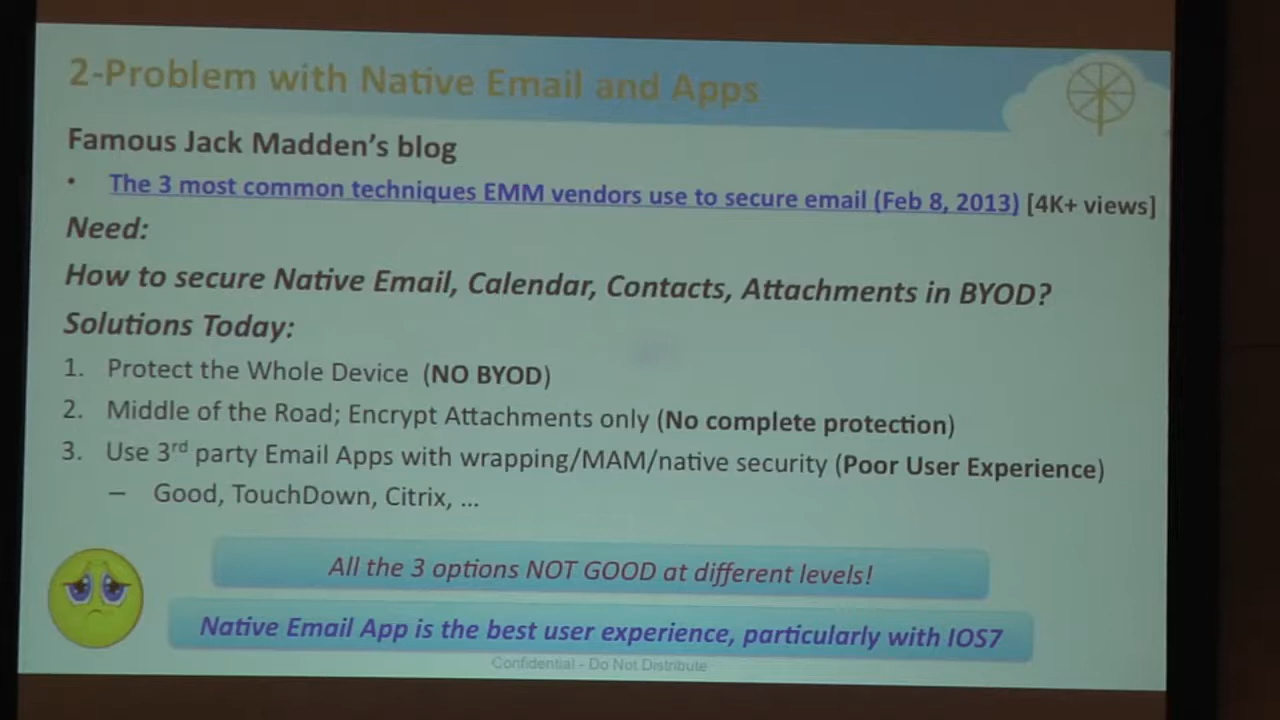 2-Problem with Native Email and Apps
Famous Jack Madden's blog
• The 3 most common techniques EMM vendors use to secure email (Feb 8, 2013) [4K+ views]
Need:
How to secure Native Email, Calendar, Contacts, Attachments in BYOD?
Solutions Today:
1. Protect the Whole Device (NO BYOD)
2. Middle of the Road; Encrypt Attachments only (No complete protection)
3. Use 3rd party Email Apps with wrapping/MAM/native security (Poor User Experience)
– Good, TouchDown, Citrix, ...
All the 3 options NOT GOOD at different levels!
Native Email App is the best user experience, particularly with IOS7
Confidential - Do Not Distribute